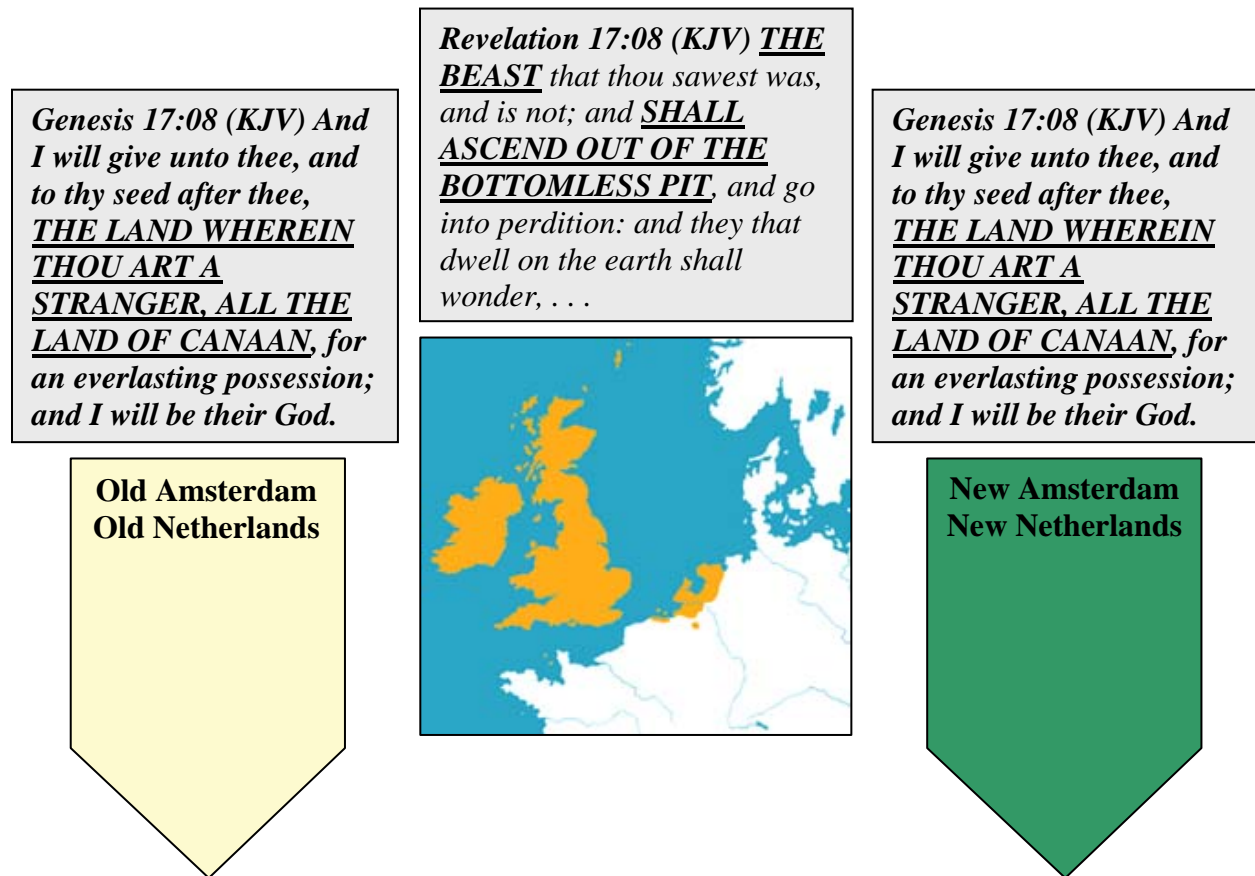 Genesis 17:08 (KJV) And
I will give unto thee, and
to thy seed after thee,
THE LAND WHEREIN
THOU ART A
STRANGER, ALL THE
LAND OF CANAAN, for
an everlasting possession;
and I will be their God.
Revelation 17:08 (KJV) THE
BEAST that thou sawest was,
and is not; and SHALL
ASCEND OUT OF THE
BOTTOMLESS PIT, and go
into perdition: and they that
dwell on the earth shall
wonder, . . .
Genesis 17:08 (KJV) And
I will give unto thee, and
to thy seed after thee,
THE LAND WHEREIN
THOU ART A
STRANGER, ALL THE
LAND OF CANAAN, for
an everlasting possession;
and I will be their God.
Old Amsterdam
Old Netherlands
New Amsterdam
New Netherlands